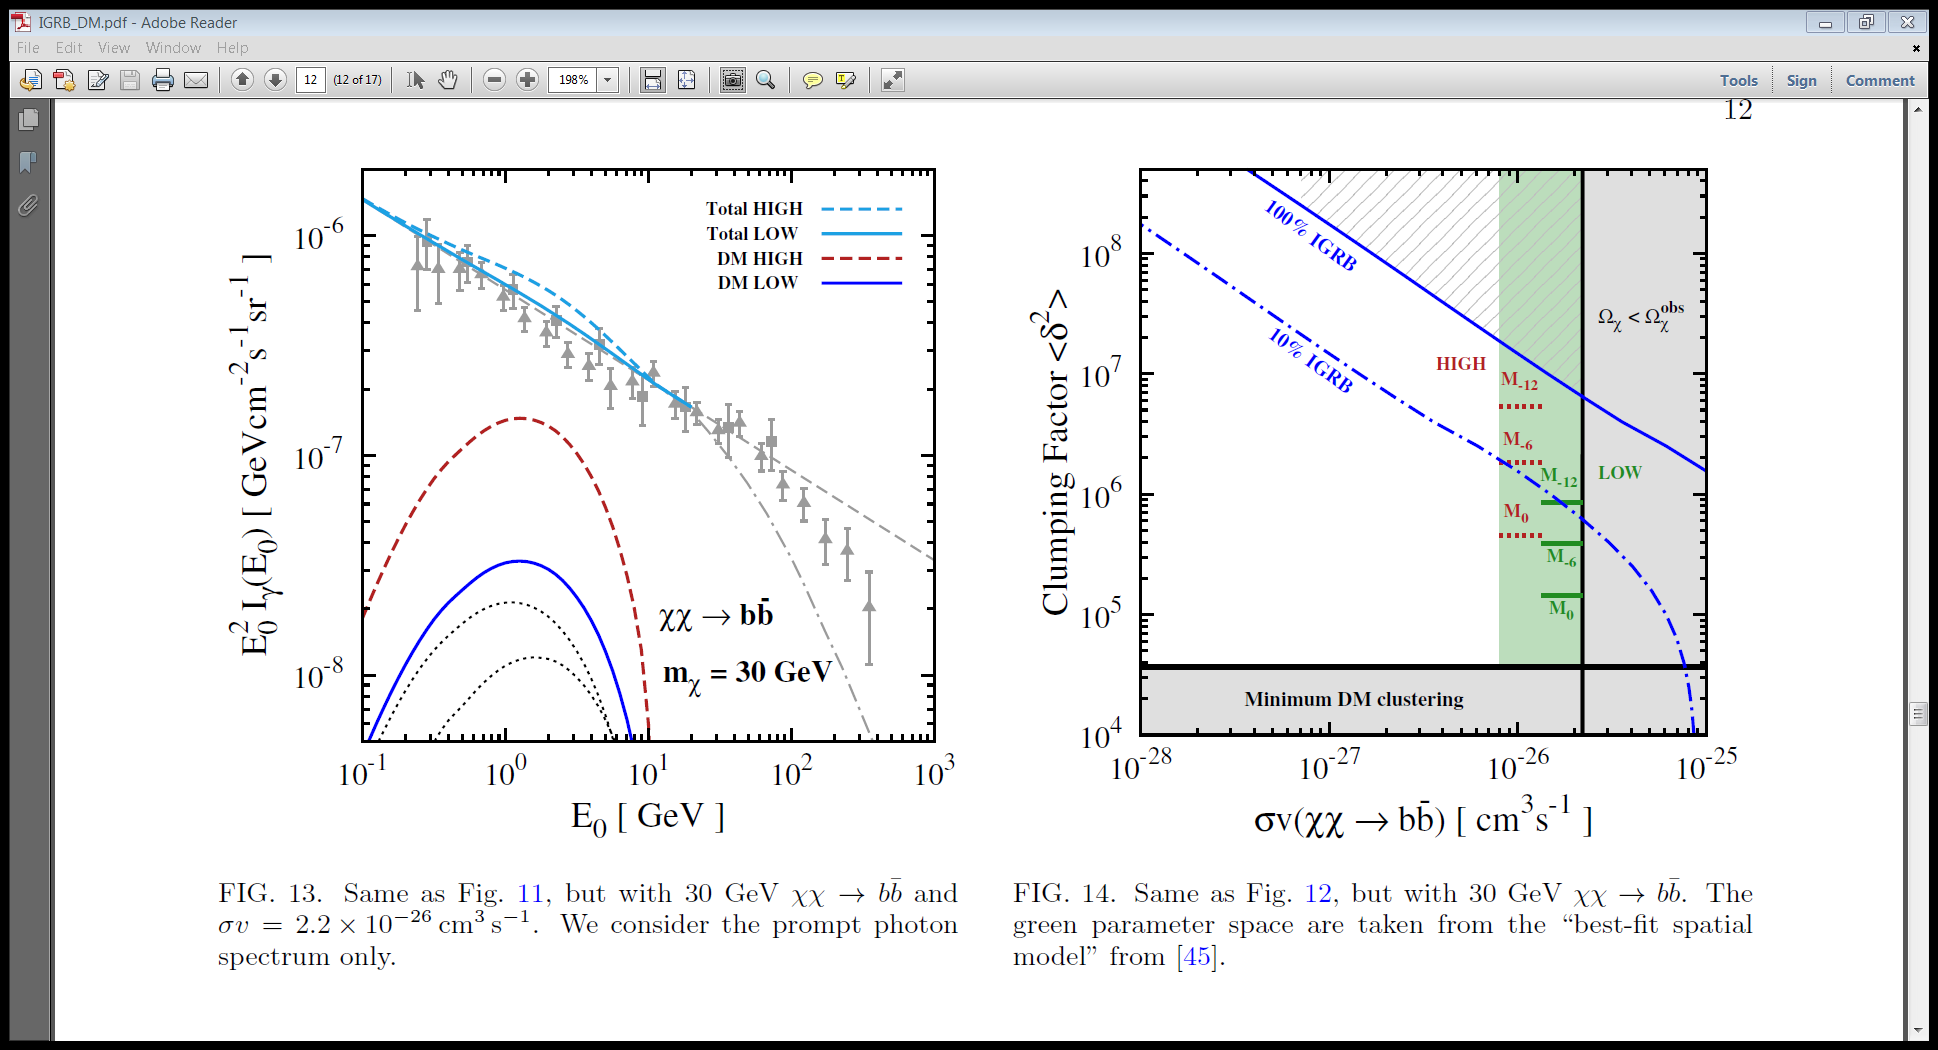 IGRB_DM.pdf - Adobe Reader
File Edit View Window Help
12 (12 of 17) 198% Tools Sign Comment
12
Total HIGH
Total LOW
DM HIGH
DM LOW
10^-6
10^-7
10^-8
E_0^2 I_γ(E_0) [ GeVcm^-2 s^-1 sr^-1 ]
χχ → bb̄
m_χ = 30 GeV
10^-1 10^0 10^1 10^2 10^3
E_0 [ GeV ]
100% IGRB
10% IGRB
Ω_χ < Ω_χ^obs
HIGH
M_-12
M_-6
M_0
LOW
M_-12
M_-6
M_0
Minimum DM clustering
10^8
10^7
10^6
10^5
10^4
Clumping Factor <δ^2>
10^-28 10^-27 10^-26 10^-25
σv(χχ → bb̄) [ cm^3 s^-1 ]
FIG. 13. Same as Fig. 11, but with 30 GeV χχ → bb̄ and
σv = 2.2 × 10^−26 cm^3 s^−1. We consider the prompt photon
spectrum only.
FIG. 14. Same as Fig. 12, but with 30 GeV χχ → bb̄. The
green parameter space are taken from the “best-fit spatial
model” from [45].